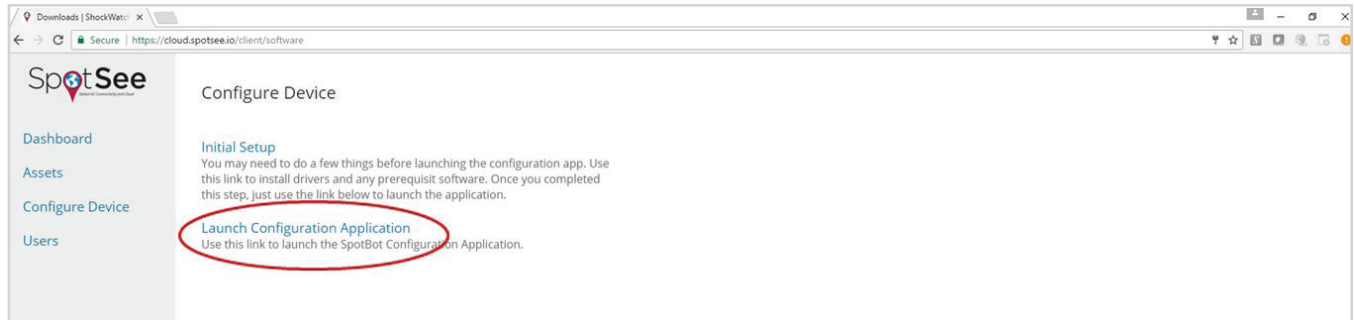 Downloads | ShockWatc
Secure | https://cloud.spotsee.io/client/software
SpotSee
Configure Device
Dashboard
Assets
Configure Device
Users
Initial Setup
You may need to do a few things before launching the configuration app. Use
this link to install drivers and any prerequisit software. Once you completed
this step, just use the link below to launch the application.
Launch Configuration Application
Use this link to launch the SpotBot Configuration Application.